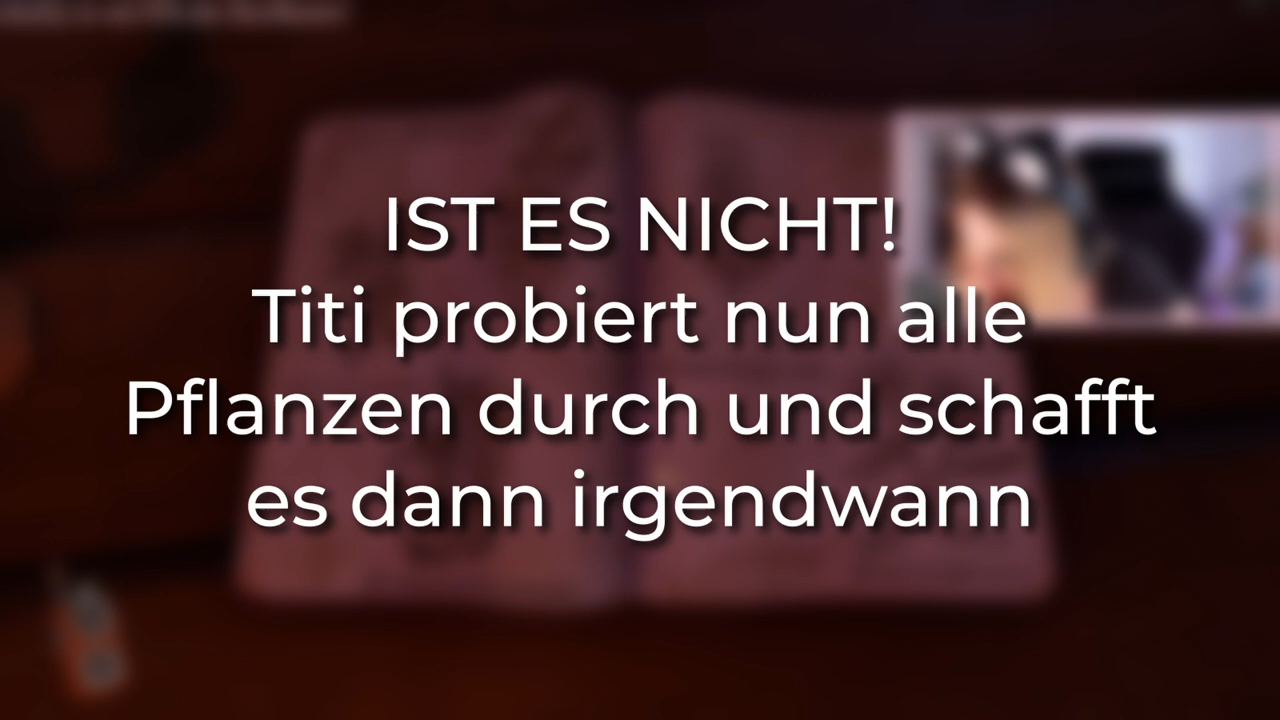 IST ES NICHT!
Titi probiert nun alle
Pflanzen durch und schafft
es dann irgendwann